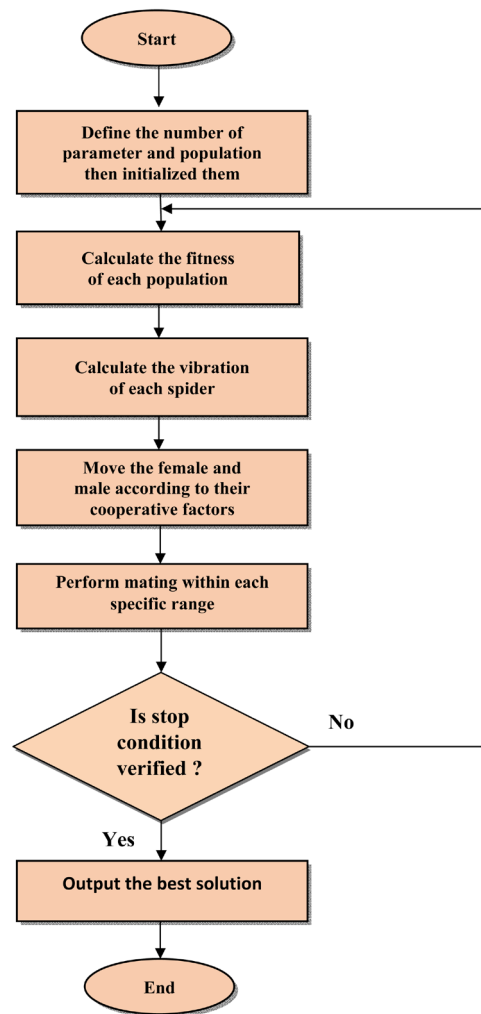 Start
Define the number of
parameter and population
then initialized them
Calculate the fitness
of each population
Calculate the vibration
of each spider
Move the female and
male according to their
cooperative factors
Perform mating within each
specific range
Is stop
condition
verified ?
No
Yes
Output the best solution
End